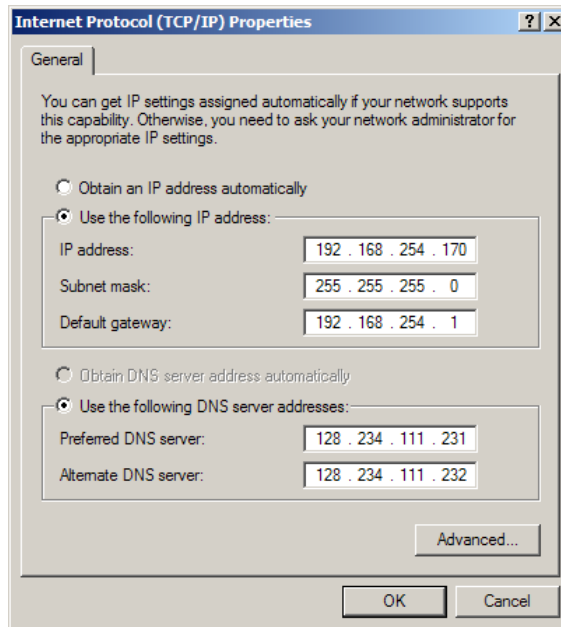 Internet Protocol (TCP/IP) Properties
General
You can get IP settings assigned automatically if your network supports
this capability. Otherwise, you need to ask your network administrator for
the appropriate IP settings.
Obtain an IP address automatically
Use the following IP address:
IP address: 192 . 168 . 254 . 170
Subnet mask: 255 . 255 . 255 . 0
Default gateway: 192 . 168 . 254 . 1
Obtain DNS server address automatically
Use the following DNS server addresses:
Preferred DNS server: 128 . 234 . 111 . 231
Alternate DNS server: 128 . 234 . 111 . 232
Advanced...
OK Cancel